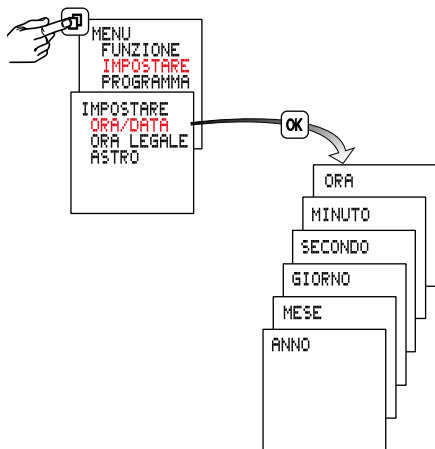 MENU
FUNZIONE
IMPOSTARE
PROGRAMMA
IMPOSTARE
ORA/DATA
ORA LEGALE
ASTRO
OK
ORA
MINUTO
SECONDO
GIORNO
MESE
ANNO